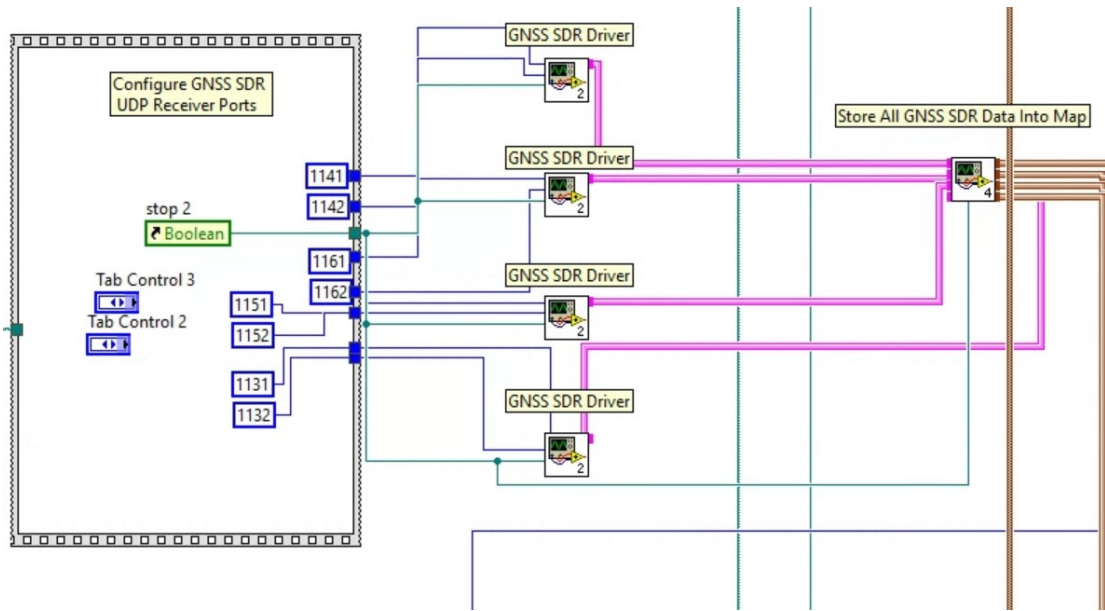 GNSS SDR Driver
2
Configure GNSS SDR
UDP Receiver Ports
Store All GNSS SDR Data Into Map
4
GNSS SDR Driver
2
1141
1142
stop 2
Boolean
1161
1162
Tab Control 3
Tab Control 2
1151
1152
GNSS SDR Driver
2
1131
1132
GNSS SDR Driver
2